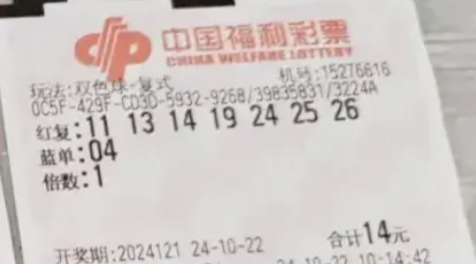 中国福利彩票
CHINA WELFARE LOTTERY
玩法:双色球-复式 机号:15276816
0C5F-429F-CD3D-5932-9268/39835831/3224A
红复:11 13 14 19 24 25 26
蓝单:04
倍数:1
合计14元
开奖期:2024121 24-10-22
10-22 10:14:42